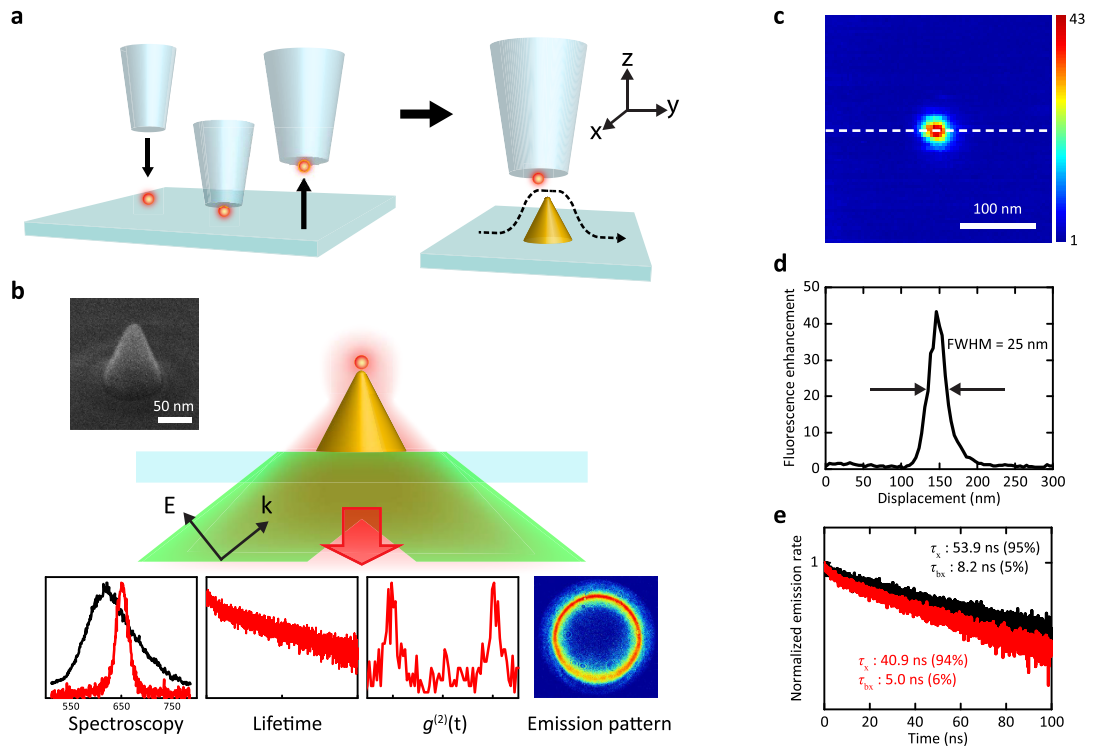 a
z
y
x
b
50 nm
E
k
550
650
750
Spectroscopy
Lifetime
g(2)(t)
Emission pattern
c
43
100 nm
1
d
Fluorescence enhancement
50
40
30
20
10
0
FWHM = 25 nm
0
50
100
150
200
250
300
Displacement (nm)
e
Normalized emission rate
1
τx : 53.9 ns (95%)
τbx : 8.2 ns (5%)
τx : 40.9 ns (94%)
τbx : 5.0 ns (6%)
0
20
40
60
80
100
Time (ns)